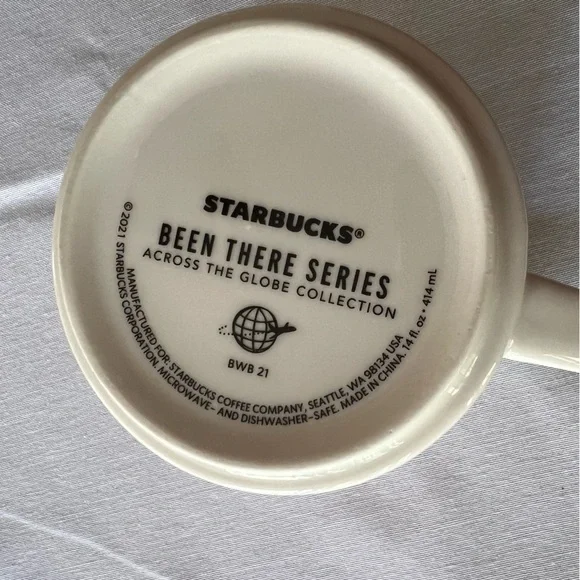 STARBUCKS®
BEEN THERE SERIES
ACROSS THE GLOBE COLLECTION
BWB 21
© 2021 STARBUCKS CORPORATION. MICROWAVE- AND DISHWASHER-SAFE. MADE IN CHINA. 14 fl. oz • 414 mL
MANUFACTURED FOR: STARBUCKS COFFEE COMPANY, SEATTLE, WA 98134 USA